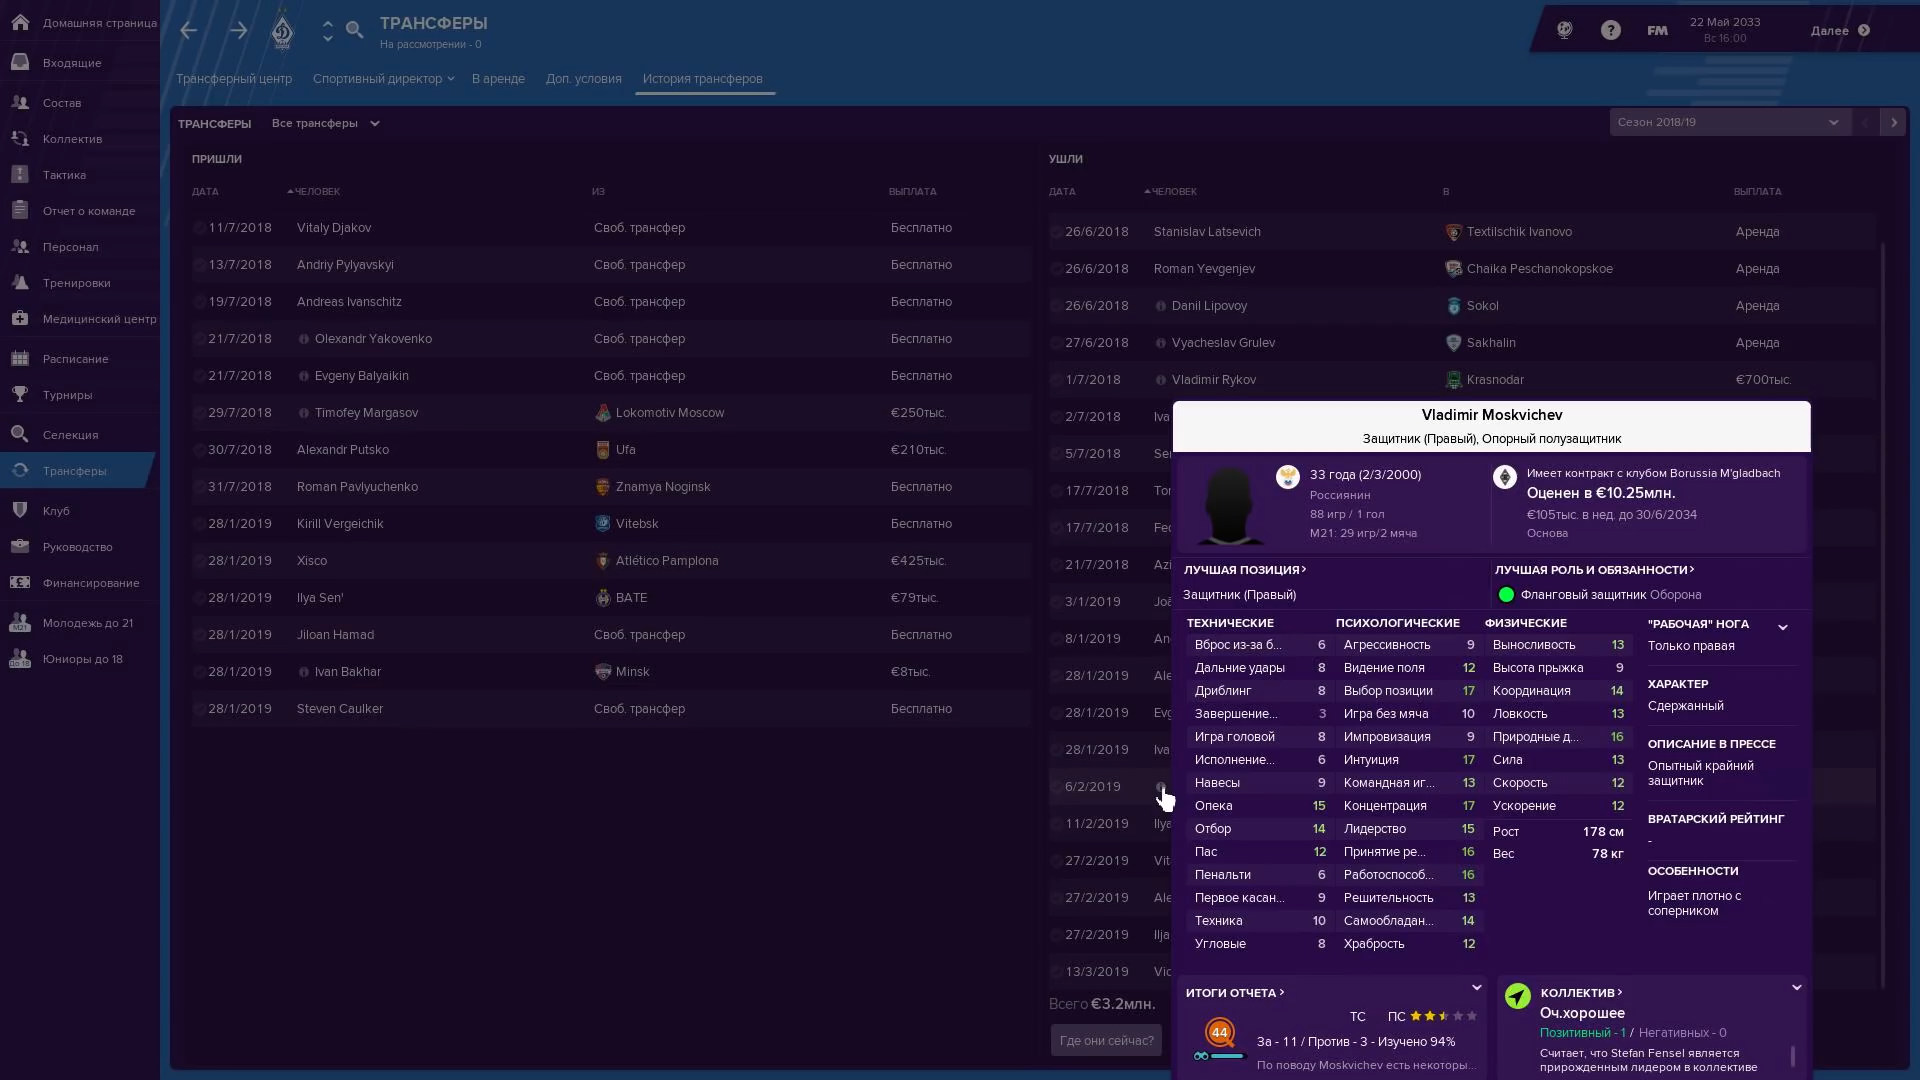 Домашняя страница
Входящие
Состав
Коллектив
Тактика
Отчет о команде
Персонал
Тренировки
Медицинский центр
Расписание
Турниры
Селекция
Трансферы
Клуб
Руководство
Финансирование
Молодежь до 21
Юниоры до 18
ТРАНСФЕРЫ
На рассмотрении - 0
FM
22 Май 2033
Вс 16:00
Далее
Трансферный центр Спортивный директор В аренде Доп. условия История трансферов
ТРАНСФЕРЫ Все трансферы
Сезон 2018/19
ПРИШЛИ
ДАТА ЧЕЛОВЕК ИЗ ВЫПЛАТА
11/7/2018 Vitaly Djakov Своб. трансфер Бесплатно
13/7/2018 Andriy Pylyavskyi Своб. трансфер Бесплатно
19/7/2018 Andreas Ivanschitz Своб. трансфер Бесплатно
21/7/2018 Olexandr Yakovenko Своб. трансфер Бесплатно
21/7/2018 Evgeny Balyaikin Своб. трансфер Бесплатно
29/7/2018 Timofey Margasov Lokomotiv Moscow €250тыс.
30/7/2018 Alexandr Putsko Ufa €210тыс.
31/7/2018 Roman Pavlyuchenko Znamya Noginsk Бесплатно
28/1/2019 Kirill Vergeichik Vitebsk Бесплатно
28/1/2019 Xisco Atlético Pamplona €425тыс.
28/1/2019 Ilya Sen' BATE €79тыс.
28/1/2019 Jiloan Hamad Своб. трансфер Бесплатно
28/1/2019 Ivan Bakhar Minsk €8тыс.
28/1/2019 Steven Caulker Своб. трансфер Бесплатно
УШЛИ
ДАТА ЧЕЛОВЕК В ВЫПЛАТА
26/6/2018 Stanislav Latsevich Textilschik Ivanovo Аренда
26/6/2018 Roman Yevgenjev Chaika Peschanokopskoe Аренда
26/6/2018 Danil Lipovoy Sokol Аренда
27/6/2018 Vyacheslav Grulev Sakhalin Аренда
1/7/2018 Vladimir Rykov Krasnodar €700тыс.
2/7/2018 Iva
5/7/2018 Ser
17/7/2018 Tor
17/7/2018 Fed
21/7/2018 Azi
3/1/2019 Joã
8/1/2019 And
28/1/2019 Ale
28/1/2019 Evg
28/1/2019 Iva
6/2/2019
11/2/2019 Ilya
27/2/2019 Vit
27/2/2019 Ale
27/2/2019 Ilja
13/3/2019 Vic
Всего €3.2млн.
Где они сейчас?
Vladimir Moskvichev
Защитник (Правый), Опорный полузащитник
33 года (2/3/2000)
Россиянин
88 игр / 1 гол
М21: 29 игр/2 мяча
Имеет контракт с клубом Borussia M'gladbach
Оценен в €10.25млн.
€105тыс. в нед. до 30/6/2034
Основа
ЛУЧШАЯ ПОЗИЦИЯ
Защитник (Правый)
ЛУЧШАЯ РОЛЬ И ОБЯЗАННОСТИ
Фланговый защитник Оборона
ТЕХНИЧЕСКИЕ
Вброс из-за б... 6
Дальние удары 8
Дриблинг 8
Завершение... 3
Игра головой 8
Исполнение... 6
Навесы 9
Опека 15
Отбор 14
Пас 12
Пенальти 6
Первое касан... 9
Техника 10
Угловые 8
ПСИХОЛОГИЧЕСКИЕ
Агрессивность 9
Видение поля 12
Выбор позиции 17
Игра без мяча 10
Импровизация 9
Интуиция 17
Командная иг... 13
Концентрация 17
Лидерство 15
Принятие ре... 16
Работоспособ... 16
Решительность 13
Самообладан... 14
Храбрость 12
ФИЗИЧЕСКИЕ
Выносливость 13
Высота прыжка 9
Координация 14
Ловкость 13
Природные д... 16
Сила 13
Скорость 12
Ускорение 12
Рост 178 см
Вес 78 кг
"РАБОЧАЯ" НОГА
Только правая
ХАРАКТЕР
Сдержанный
ОПИСАНИЕ В ПРЕССЕ
Опытный крайний
защитник
ВРАТАРСКИЙ РЕЙТИНГ
-
ОСОБЕННОСТИ
Играет плотно с
соперником
ИТОГИ ОТЧЕТА
ТС ПС
44
За - 11 / Против - 3 - Изучено 94%
По поводу Moskvichev есть некоторы...
КОЛЛЕКТИВ
Оч.хорошее
Позитивный - 1 / Негативных - 0
Считает, что Stefan Fensel является
прирожденным лидером в коллективе